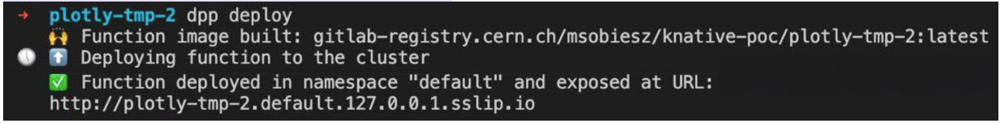 → plotly-tmp-2 dpp deploy
🙌 Function image built: gitlab-registry.cern.ch/msobiesz/knative-poc/plotly-tmp-2:latest
🕔 ⬆️ Deploying function to the cluster
✅ Function deployed in namespace "default" and exposed at URL:
http://plotly-tmp-2.default.127.0.0.1.sslip.io